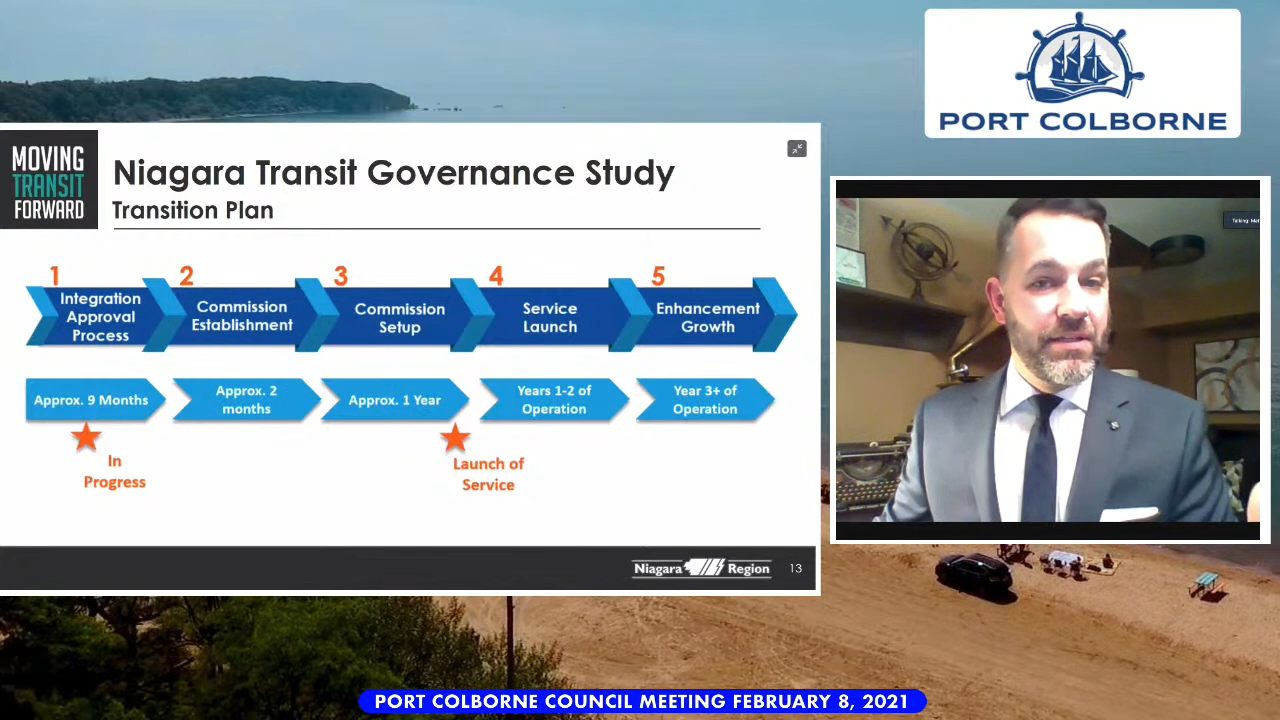 PORT COLBORNE
MOVING
TRANSIT
FORWARD
Niagara Transit Governance Study
Transition Plan
1
Integration
Approval
Process
2
Commission
Establishment
3
Commission
Setup
4
Service
Launch
5
Enhancement
Growth
Approx. 9 Months
Approx. 2
months
Approx. 1 Year
Years 1-2 of
Operation
Year 3+ of
Operation
In
Progress
Launch of
Service
Niagara Region
13
Talking: Mat
PORT COLBORNE COUNCIL MEETING FEBRUARY 8, 2021